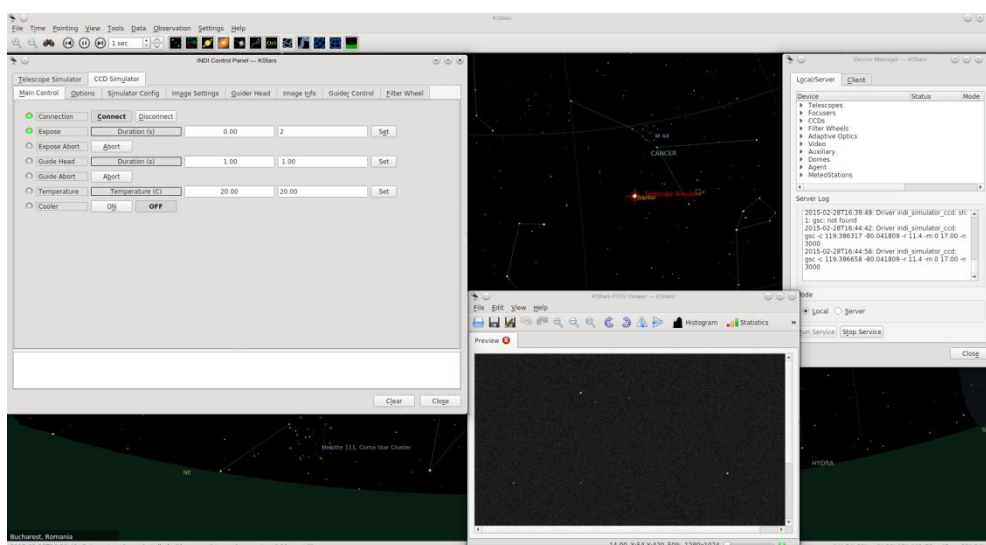 KStars
File Time Pointing View Tools Data Observation Settings Help
1 sec
INDI Control Panel — KStars
Telescope Simulator CCD Simulator
Main Control Options Simulator Config Image Settings Guider Head Image Info Guider Control Filter Wheel
Connection Connect Disconnect
Expose Duration (s) 0.00 2 Set
Expose Abort Abort
Guide Head Duration (s) 1.00 1.00 Set
Guide Abort Abort
Temperature Temperature (C) 20.00 20.00 Set
Cooler ON OFF
Clear Close
M 44
CANCER
Telescope Simulator
Jupiter
Device Manager — KStars
Local/Server Client
Device Status Mode
Telescopes
Focusers
CCDs
Filter Wheels
Adaptive Optics
Video
Auxiliary
Domes
Agent
MeteoStations
Server Log
2015-02-28T16:39:49: Driver indi_simulator_ccd: sh:
1: gsc: not found
2015-02-28T16:44:42: Driver indi_simulator_ccd:
gsc -c 119.386317 -80.041809 -r 11.4 -m 0 17.00 -n
3000
2015-02-28T16:44:58: Driver indi_simulator_ccd:
gsc -c 119.386658 -80.041809 -r 11.4 -m 0 17.00 -n
3000
Local Server
Stop Service
Close
KStars FITS Viewer — KStars
File Edit View Help
Histogram Statistics »
Preview
Melotte 111, Coma Star Cluster
NE
HYDRA
Bucharest, Romania